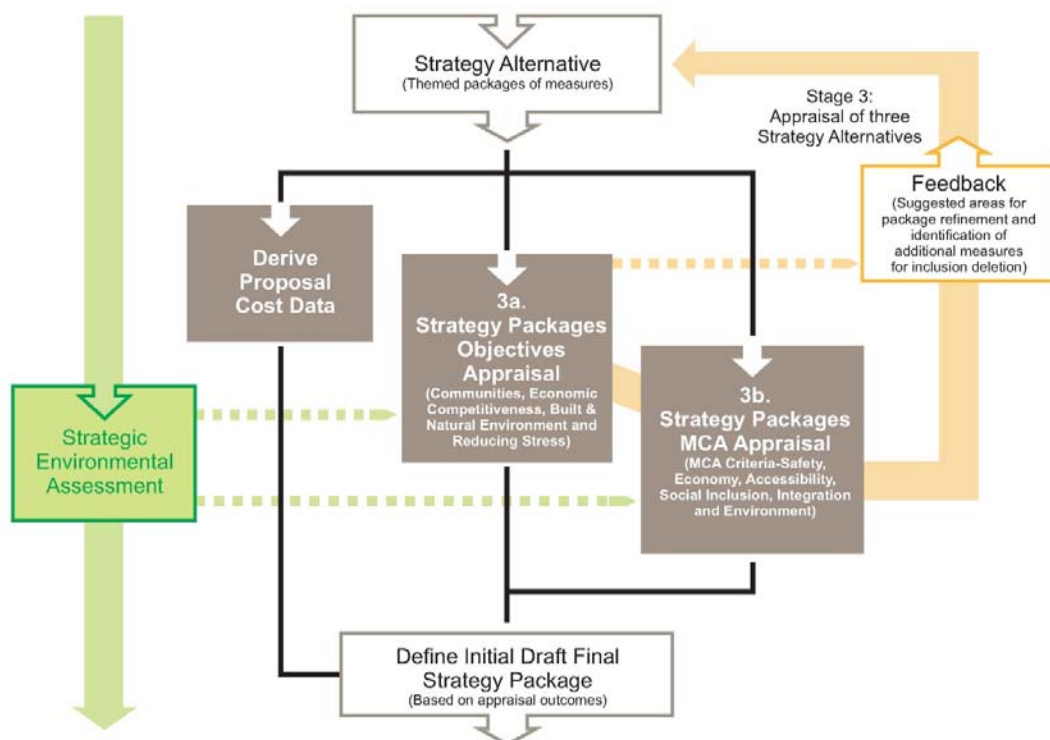 Strategy Alternative
(Themed packages of measures)
Stage 3:
Appraisal of three
Strategy Alternatives
Feedback
(Suggested areas for
package refinement and
identification of
additional measures
for inclusion deletion)
Derive
Proposal
Cost Data
3a.
Strategy Packages
Objectives
Appraisal
(Communities, Economic
Competitiveness, Built &
Natural Environment and
Reducing Stress)
3b.
Strategy Packages
MCA Appraisal
(MCA Criteria-Safety,
Economy, Accessibility,
Social Inclusion, Integration
and Environment)
Strategic
Environmental
Assessment
Define Initial Draft Final
Strategy Package
(Based on appraisal outcomes)